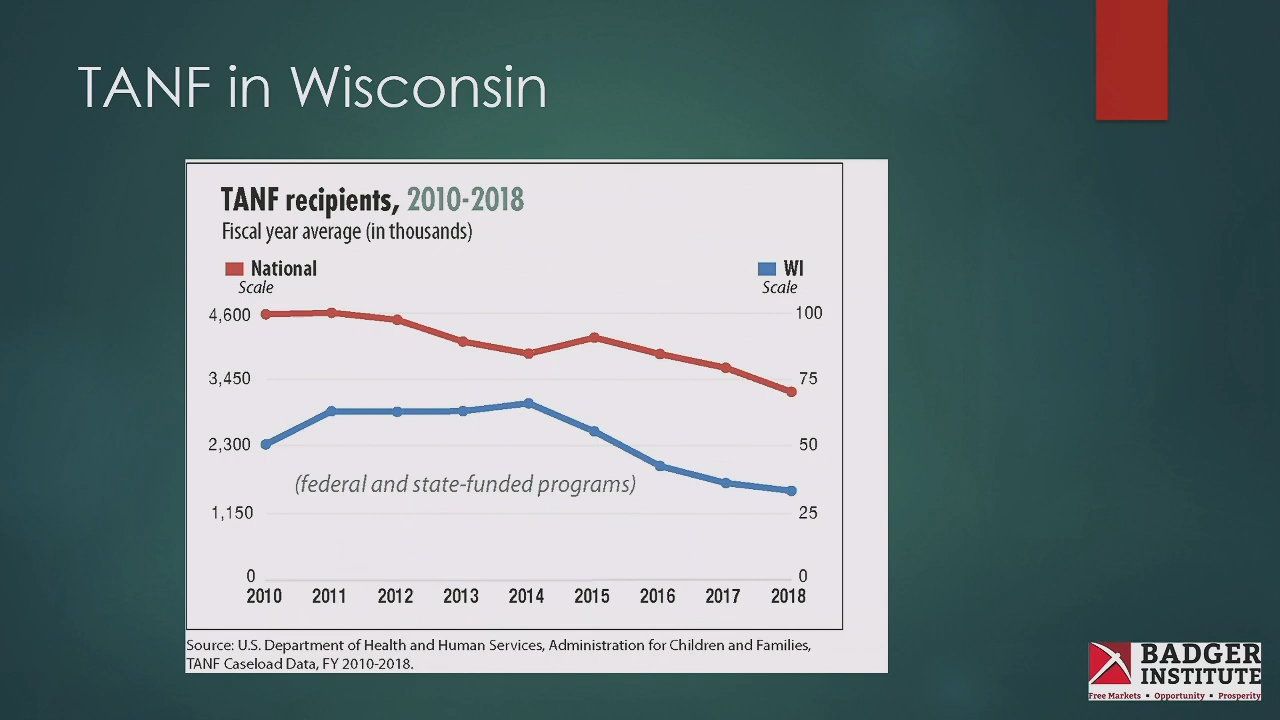 TANF in Wisconsin
TANF recipients, 2010-2018
Fiscal year average (in thousands)
National
Scale
WI
Scale
4,600
100
3,450
75
2,300
50
(federal and state-funded programs)
1,150
25
0
0
2010 2011 2012 2013 2014 2015 2016 2017 2018
Source: U.S. Department of Health and Human Services, Administration for Children and Families,
TANF Caseload Data, FY 2010-2018.
BADGER
INSTITUTE
Free Markets ▪ Opportunity ▪ Prosperity